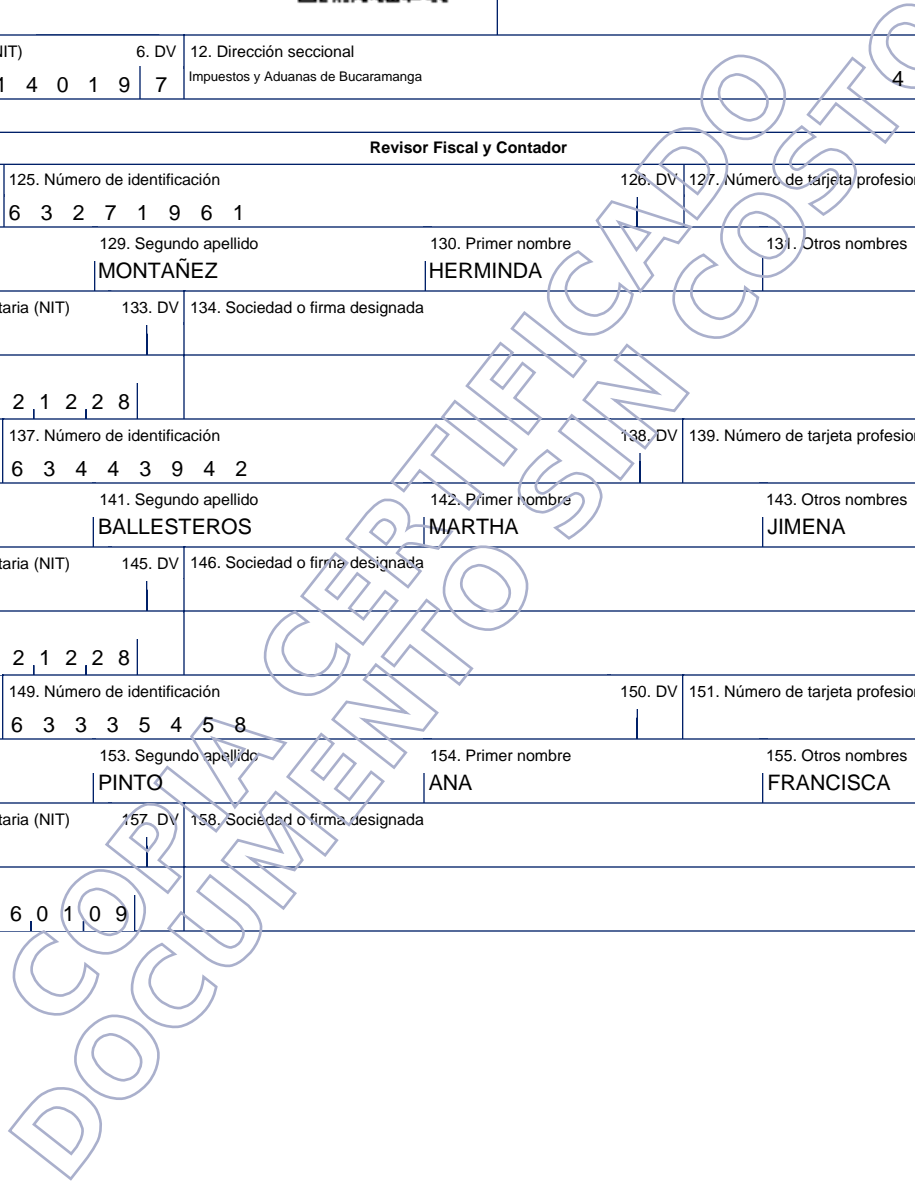 NIT) 6. DV 12. Dirección seccional
1 4 0 1 9 7 Impuestos y Aduanas de Bucaramanga 4
Revisor Fiscal y Contador
125. Número de identificación 126. DV 127. Número de tarjeta profesion
6 3 2 7 1 9 6 1
129. Segundo apellido 130. Primer nombre 131. Otros nombres
MONTAÑEZ HERMINDA
taria (NIT) 133. DV 134. Sociedad o firma designada
2 1 2 2 8
137. Número de identificación 138. DV 139. Número de tarjeta profesion
6 3 4 4 3 9 4 2
141. Segundo apellido 142. Primer nombre 143. Otros nombres
BALLESTEROS MARTHA JIMENA
taria (NIT) 145. DV 146. Sociedad o firma designada
2 1 2 2 8
149. Número de identificación 150. DV 151. Número de tarjeta profesion
6 3 3 3 5 4 5 8
153. Segundo apellido 154. Primer nombre 155. Otros nombres
PINTO ANA FRANCISCA
taria (NIT) 157. DV 158. Sociedad o firma designada
6 0 1 0 9
COPIA CERTIFICADO
DOCUMENTO SIN COSTO